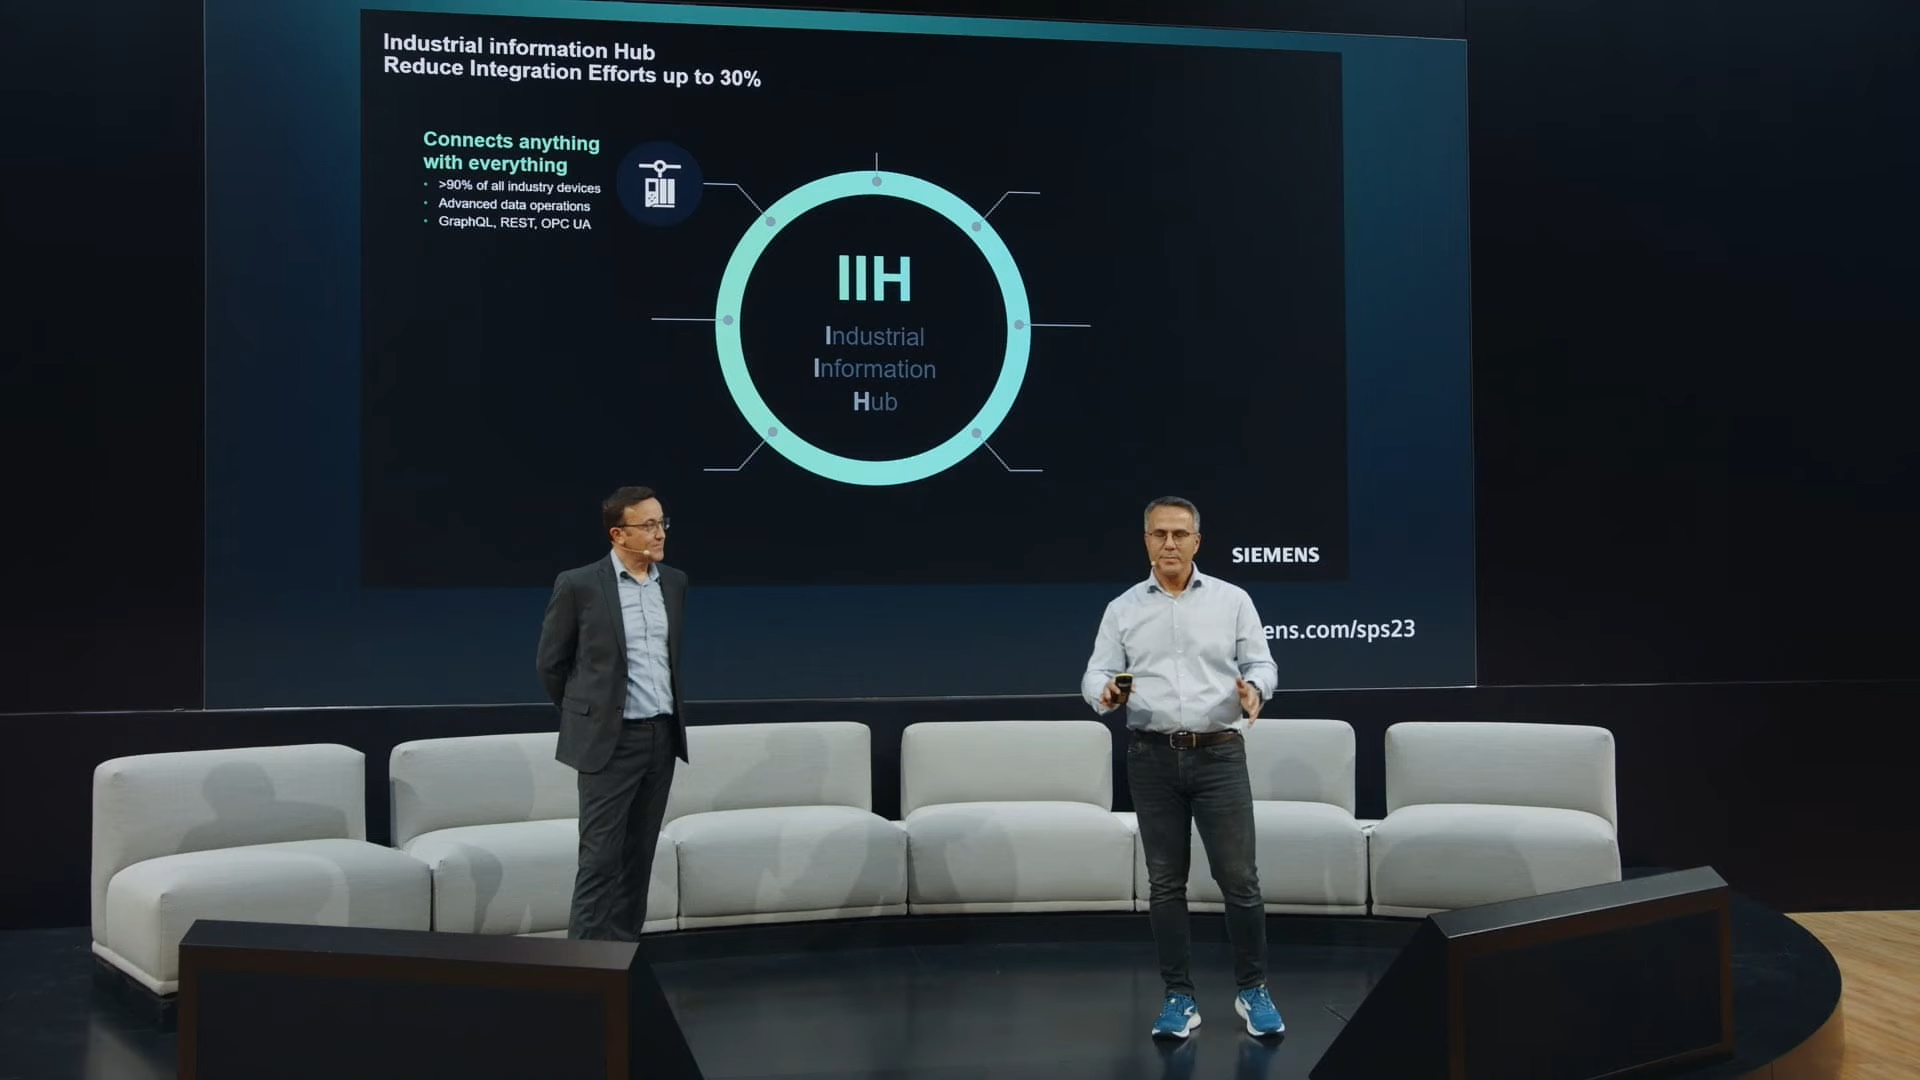 Industrial information Hub
Reduce Integration Efforts up to 30%
Connects anything
with everything
• >90% of all industry devices
• Advanced data operations
• GraphQL, REST, OPC UA
IIH
Industrial
Information
Hub
SIEMENS
ens.com/sps23